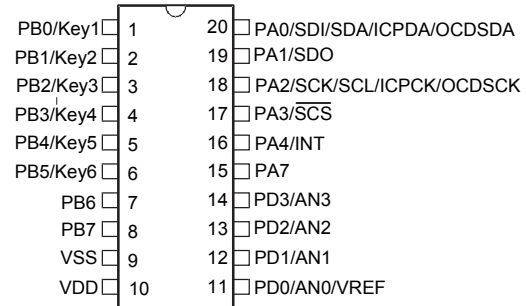 PB0/Key1 1 20 PA0/SDI/SDA/ICPDA/OCDSDA
PB1/Key2 2 19 PA1/SDO
PB2/Key3 3 18 PA2/SCK/SCL/ICPCK/OCDSCK
PB3/Key4 4 17 PA3/SCS
PB4/Key5 5 16 PA4/INT
PB5/Key6 6 15 PA7
PB6 7 14 PD3/AN3
PB7 8 13 PD2/AN2
VSS 9 12 PD1/AN1
VDD 10 11 PD0/AN0/VREF